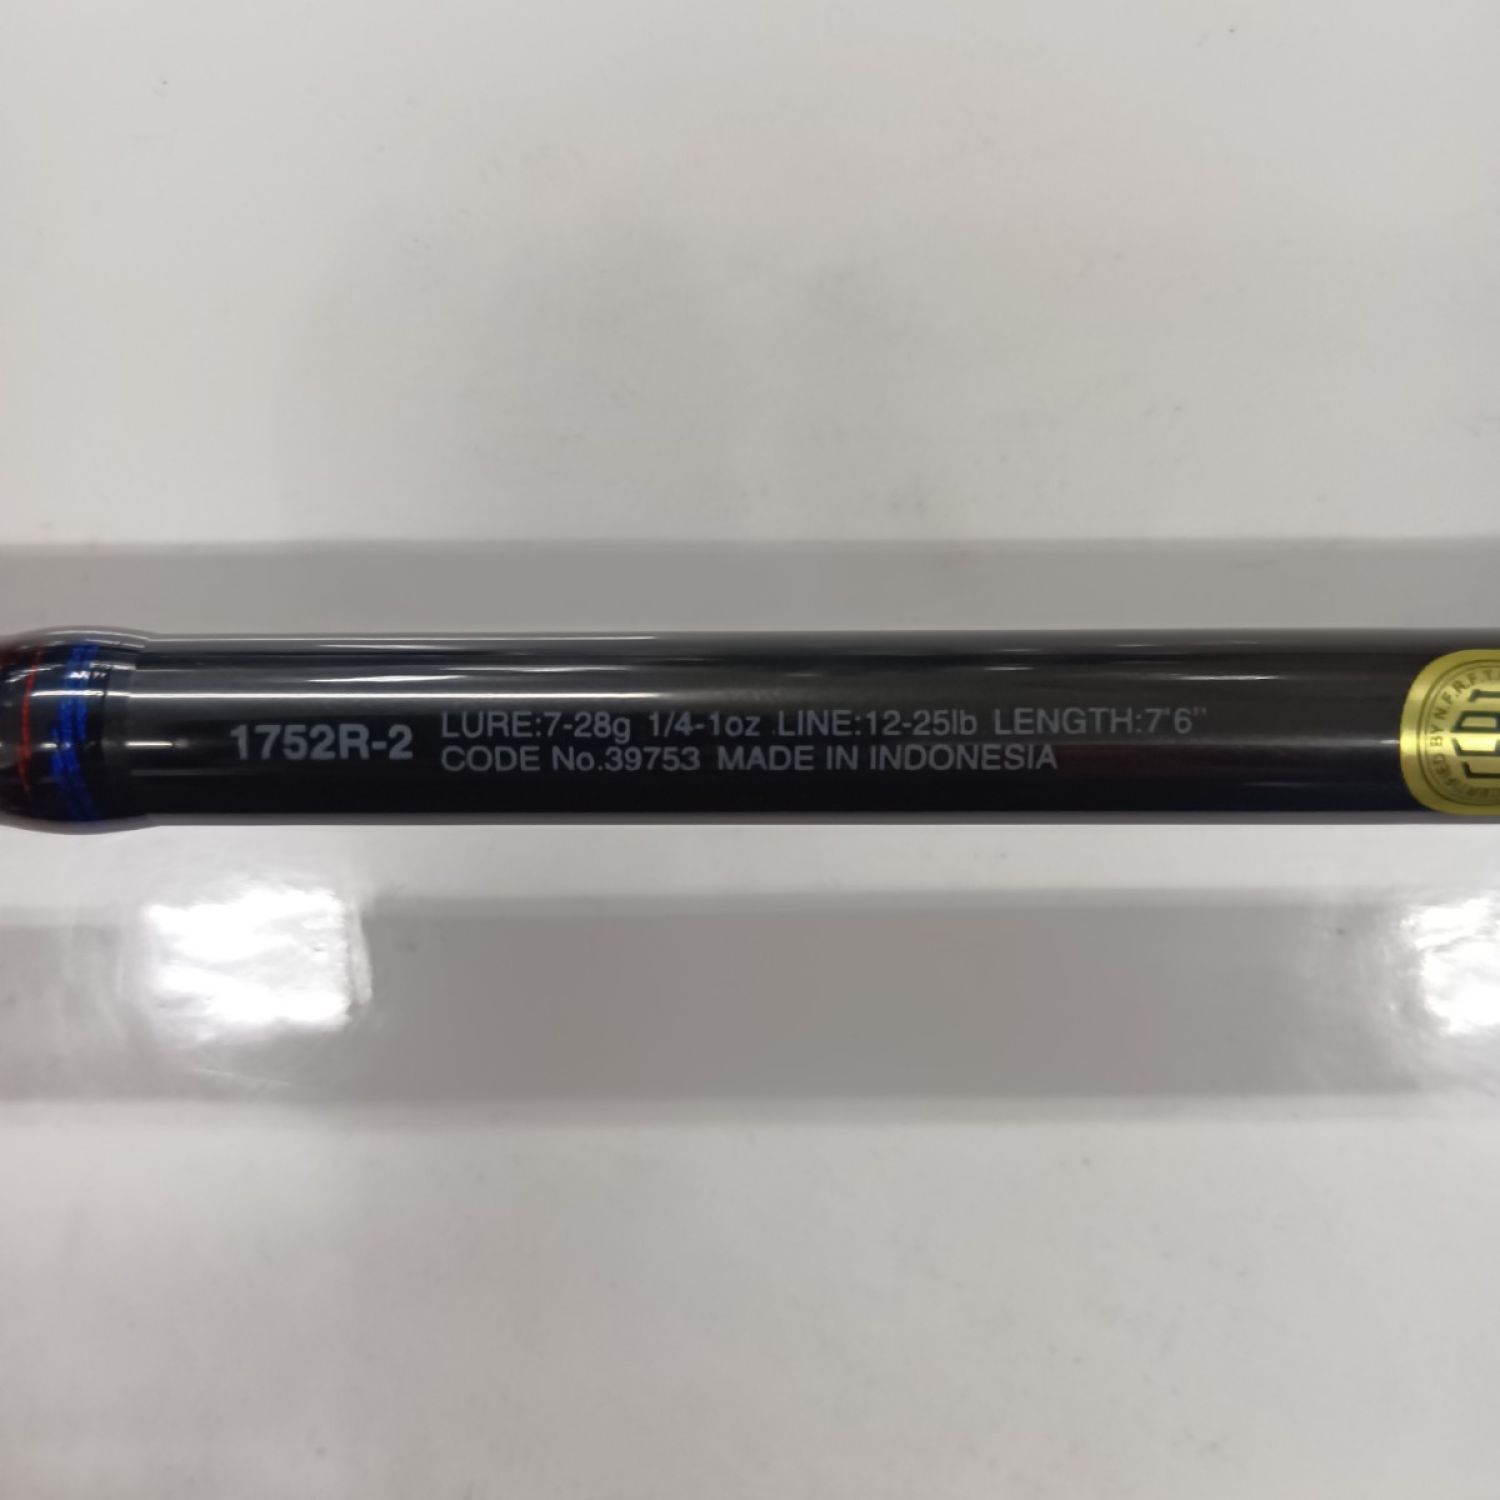 1752R-2
LURE:7-28g 1/4-1oz LINE:12-25lb LENGTH:7'6"
CODE No.39753 MADE IN INDONESIA
BY N.F.R.F.T.